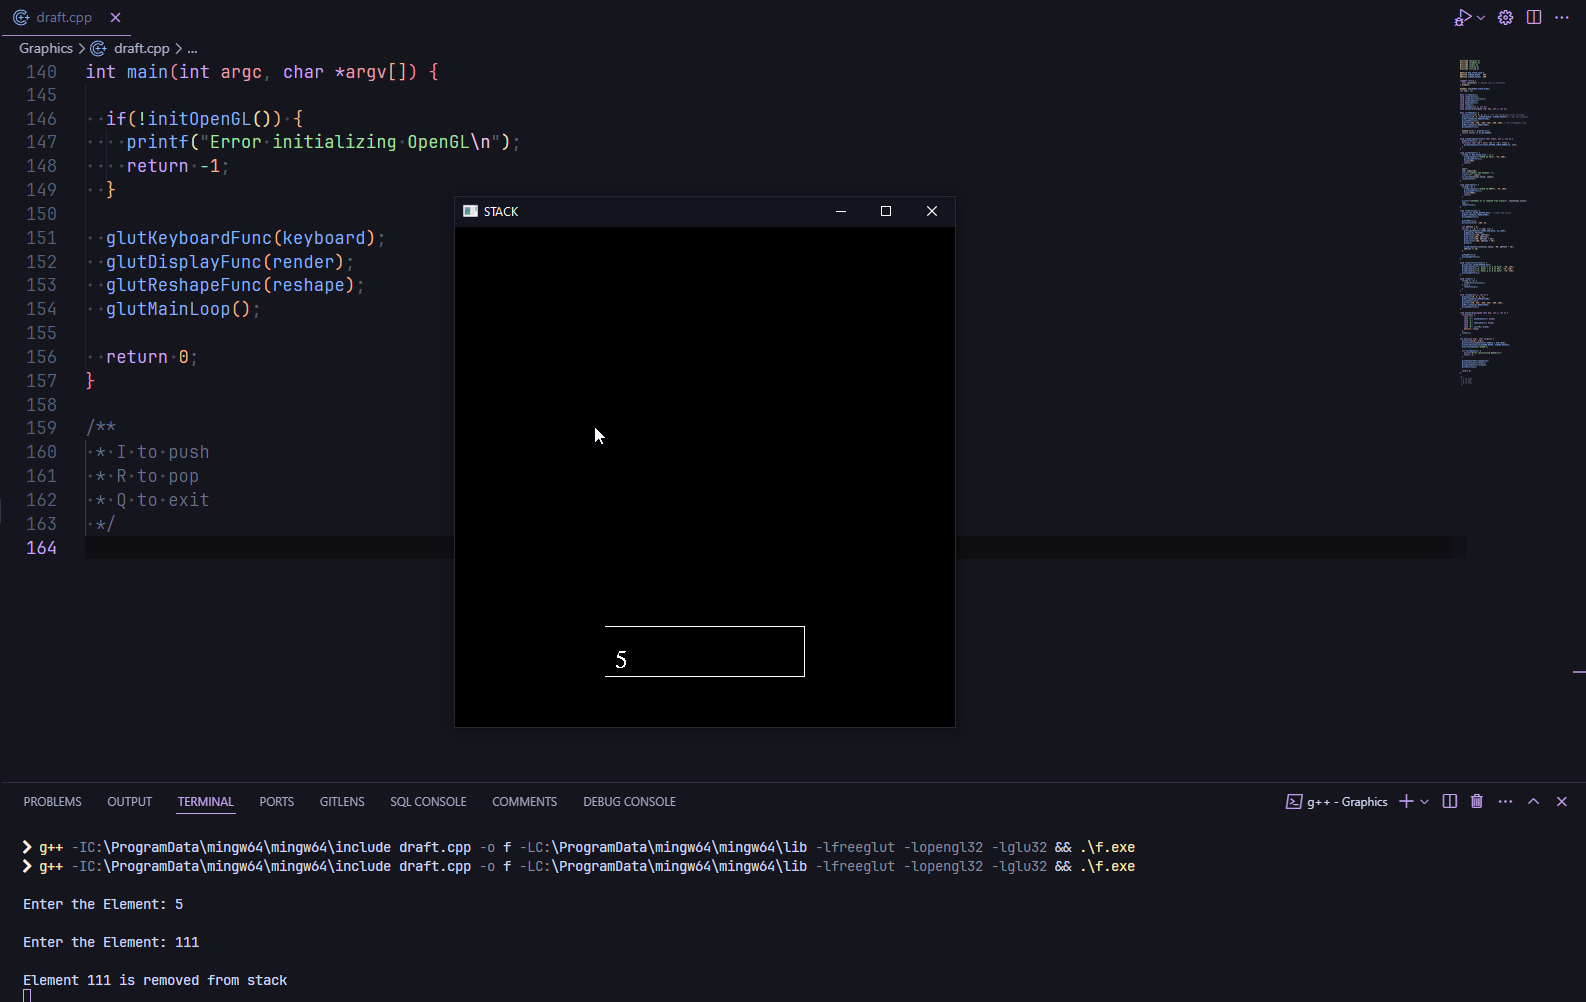 draft.cpp
Graphics > draft.cpp > ...
140 int main(int argc, char *argv[]) {
145
146 if(!initOpenGL()) {
147 printf("Error initializing OpenGL\n");
148 return -1;
149 }
150
151 glutKeyboardFunc(keyboard);
152 glutDisplayFunc(render);
153 glutReshapeFunc(reshape);
154 glutMainLoop();
155
156 return 0;
157 }
158
159 /**
160 * I to push
161 * R to pop
162 * Q to exit
163 */
164
STACK
5
PROBLEMS OUTPUT TERMINAL PORTS GITLENS SQL CONSOLE COMMENTS DEBUG CONSOLE g++ - Graphics
❯ g++ -IC:\ProgramData\mingw64\mingw64\include draft.cpp -o f -LC:\ProgramData\mingw64\mingw64\lib -lfreeglut -lopengl32 -lglu32 && .\f.exe
❯ g++ -IC:\ProgramData\mingw64\mingw64\include draft.cpp -o f -LC:\ProgramData\mingw64\mingw64\lib -lfreeglut -lopengl32 -lglu32 && .\f.exe
Enter the Element: 5
Enter the Element: 111
Element 111 is removed from stack